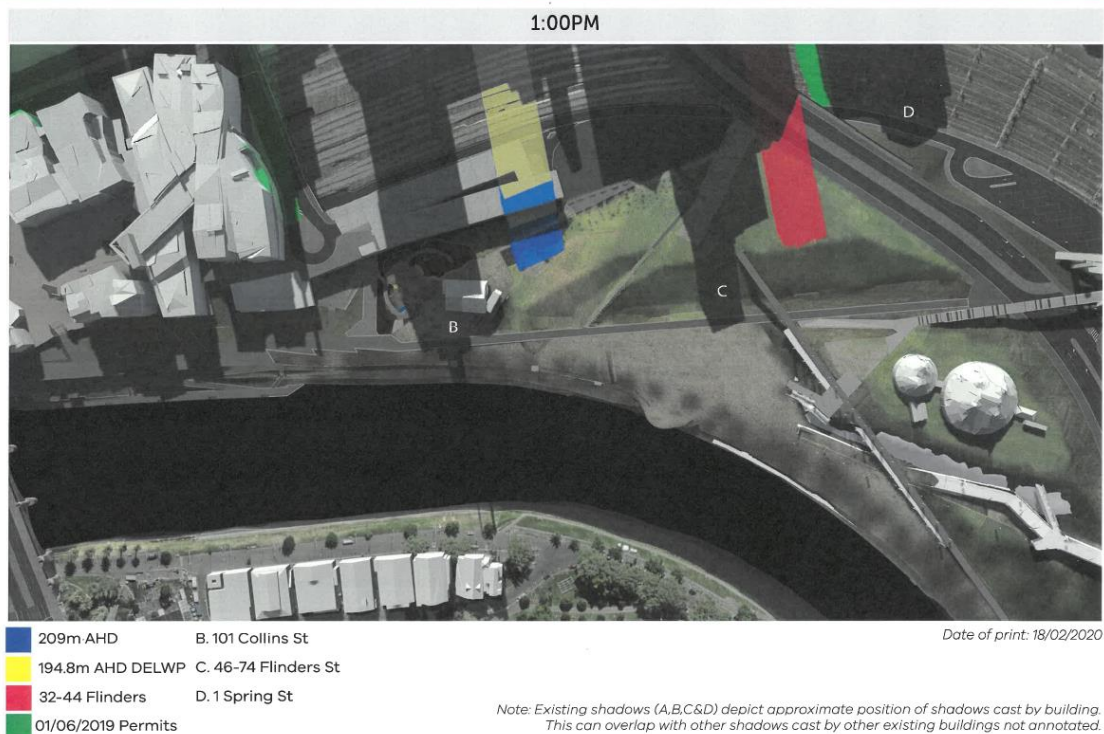 1:00PM
D
C
B
209m AHD B. 101 Collins St
194.8m AHD DELWP C. 46-74 Flinders St
32-44 Flinders D. 1 Spring St
01/06/2019 Permits
Date of print: 18/02/2020
Note: Existing shadows (A,B,C&D) depict approximate position of shadows cast by building.
This can overlap with other shadows cast by other existing buildings not annotated.